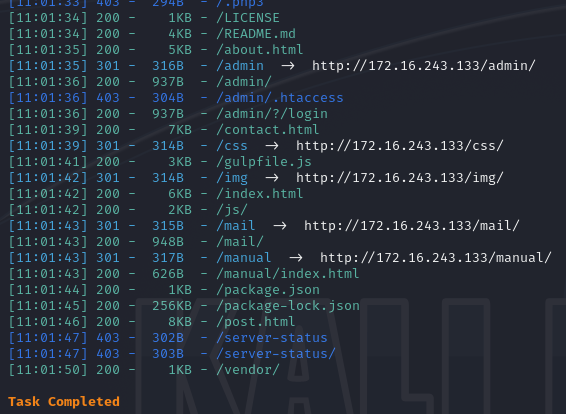 [11:01:33] 403 - 294B - /.php3
[11:01:34] 200 - 1KB - /LICENSE
[11:01:34] 200 - 4KB - /README.md
[11:01:35] 200 - 5KB - /about.html
[11:01:35] 301 - 316B - /admin → http://172.16.243.133/admin/
[11:01:36] 200 - 937B - /admin/
[11:01:36] 403 - 304B - /admin/.htaccess
[11:01:36] 200 - 937B - /admin/?/login
[11:01:39] 200 - 7KB - /contact.html
[11:01:39] 301 - 314B - /css → http://172.16.243.133/css/
[11:01:41] 200 - 3KB - /gulpfile.js
[11:01:42] 301 - 314B - /img → http://172.16.243.133/img/
[11:01:42] 200 - 6KB - /index.html
[11:01:42] 200 - 2KB - /js/
[11:01:43] 301 - 315B - /mail → http://172.16.243.133/mail/
[11:01:43] 200 - 948B - /mail/
[11:01:43] 301 - 317B - /manual → http://172.16.243.133/manual/
[11:01:43] 200 - 626B - /manual/index.html
[11:01:44] 200 - 1KB - /package.json
[11:01:45] 200 - 256KB - /package-lock.json
[11:01:46] 200 - 8KB - /post.html
[11:01:47] 403 - 302B - /server-status
[11:01:47] 403 - 303B - /server-status/
[11:01:50] 200 - 1KB - /vendor/
Task Completed
KALI